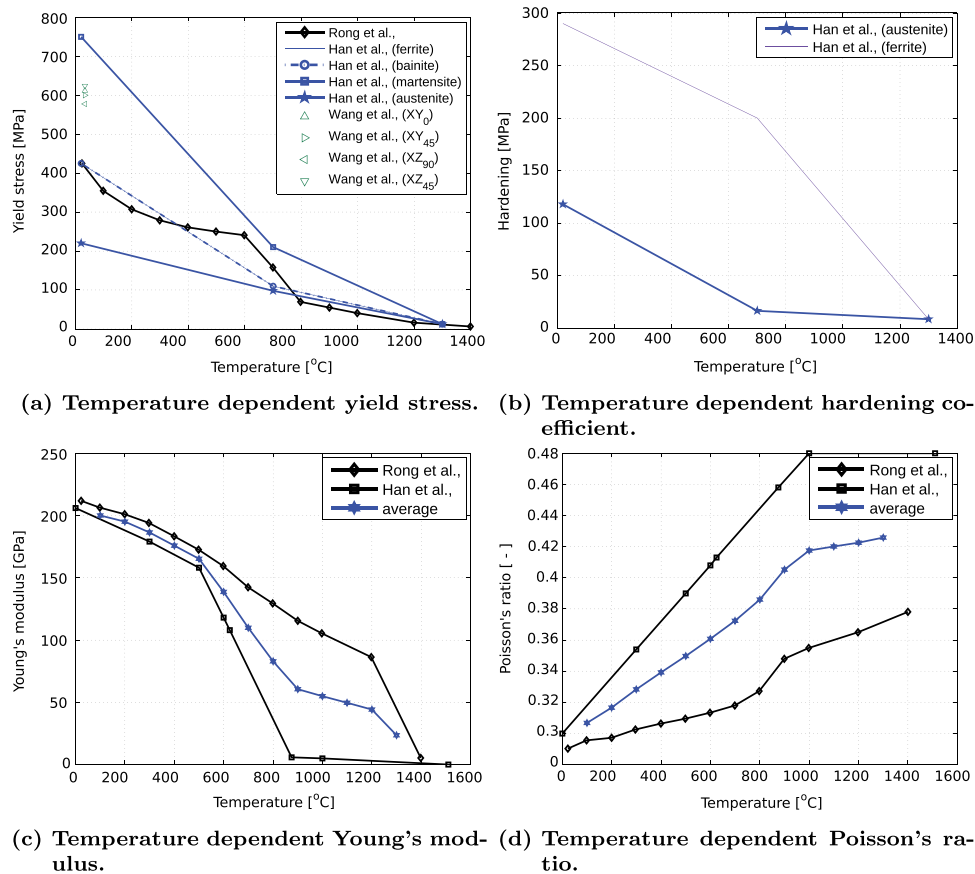 800
700
600
500
400
300
200
100
0
Yield stress [MPa]
0 200 400 600 800 1000 1200 1400
Temperature [°C]
Rong et al.,
Han et al., (ferrite)
Han et al., (bainite)
Han et al., (martensite)
Han et al., (austenite)
Wang et al., (XY0)
Wang et al., (XY45)
Wang et al., (XZ90)
Wang et al., (XZ45)
(a) Temperature dependent yield stress.
300
250
200
150
100
50
0
Hardening [MPa]
0 200 400 600 800 1000 1200 1400
Temperature [°C]
Han et al., (austenite)
Han et al., (ferrite)
(b) Temperature dependent hardening co-
efficient.
250
200
150
100
50
0
Young's modulus [GPa]
0 200 400 600 800 1000 1200 1400 1600
Temperature [°C]
Rong et al.,
Han et al.,
average
(c) Temperature dependent Young's mod-
ulus.
0.48
0.46
0.44
0.42
0.4
0.38
0.36
0.34
0.32
0.3
0
Poisson's ratio [ - ]
0 200 400 600 800 1000 1200 1400 1600
Temperature [°C]
Rong et al.,
Han et al.,
average
(d) Temperature dependent Poisson's ra-
tio.